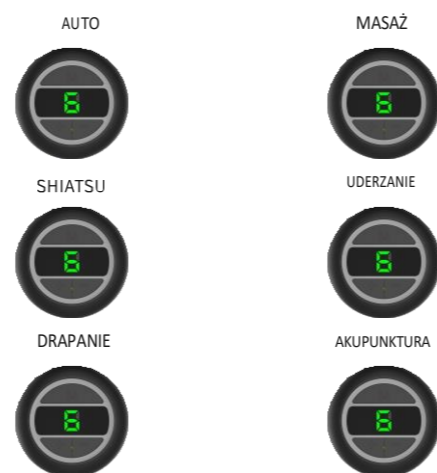 AUTO MASAŻ
6 6
SHIATSU UDERZANIE
6 6
DRAPANIE AKUPUNKTURA
6 6